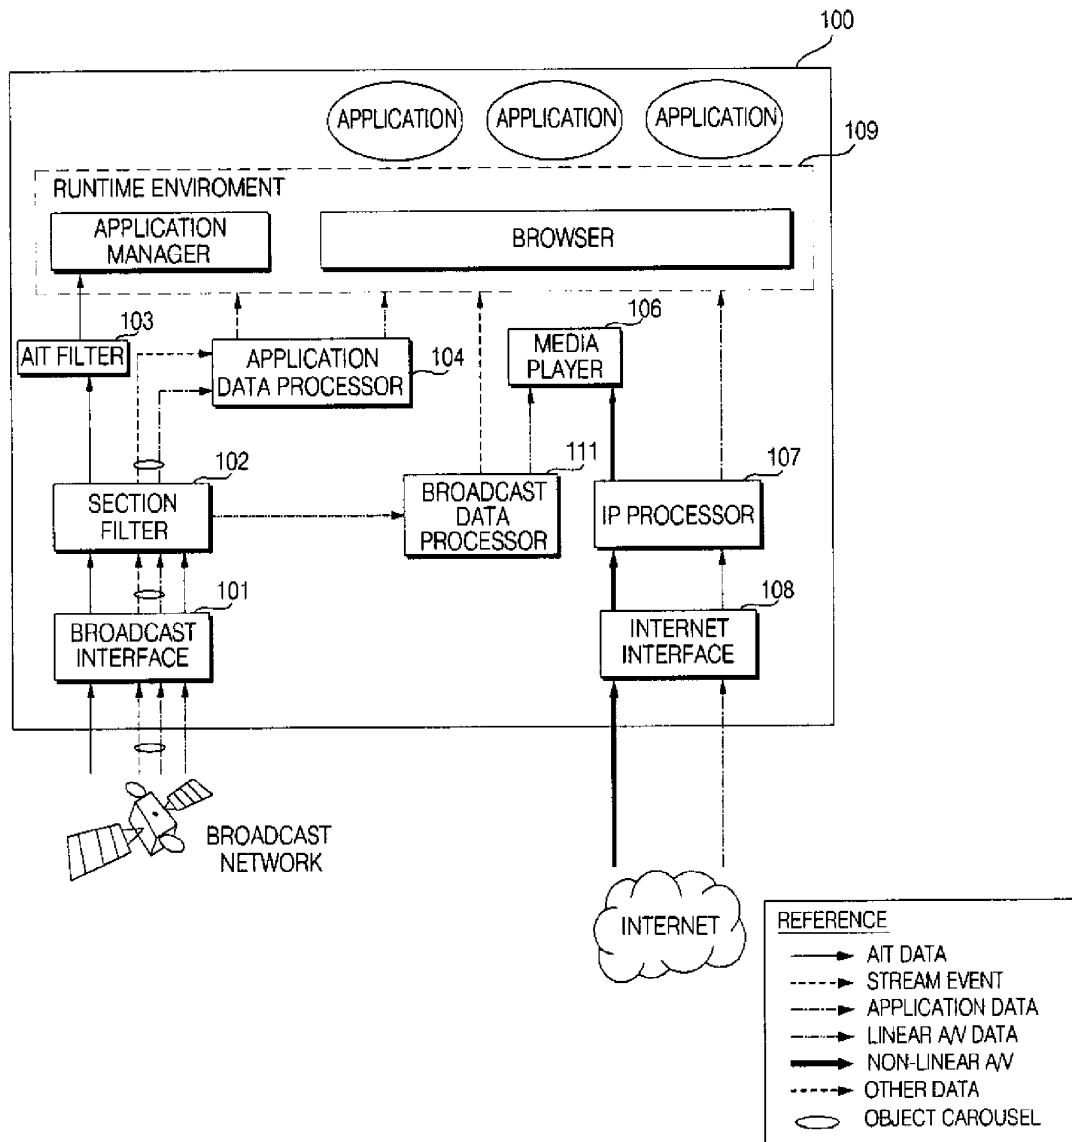 100
APPLICATION
APPLICATION
APPLICATION
109
RUNTIME ENVIROMENT
APPLICATION
MANAGER
BROWSER
103
AIT FILTER
APPLICATION
DATA PROCESSOR
104
106
MEDIA
PLAYER
102
SECTION
FILTER
111
BROADCAST
DATA
PROCESSOR
107
IP PROCESSOR
101
BROADCAST
INTERFACE
108
INTERNET
INTERFACE
BROADCAST
NETWORK
INTERNET
REFERENCE
AIT DATA
STREAM EVENT
APPLICATION DATA
LINEAR A/V DATA
NON-LINEAR A/V
OTHER DATA
OBJECT CAROUSEL